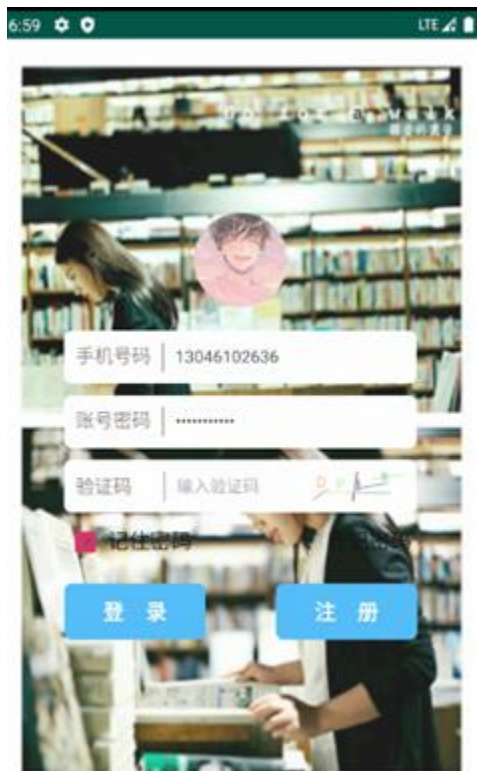 6:59 LTE
手机号码 13046102636
账号密码 ···········
验证码 输入验证码
记住密码
登 录 注 册